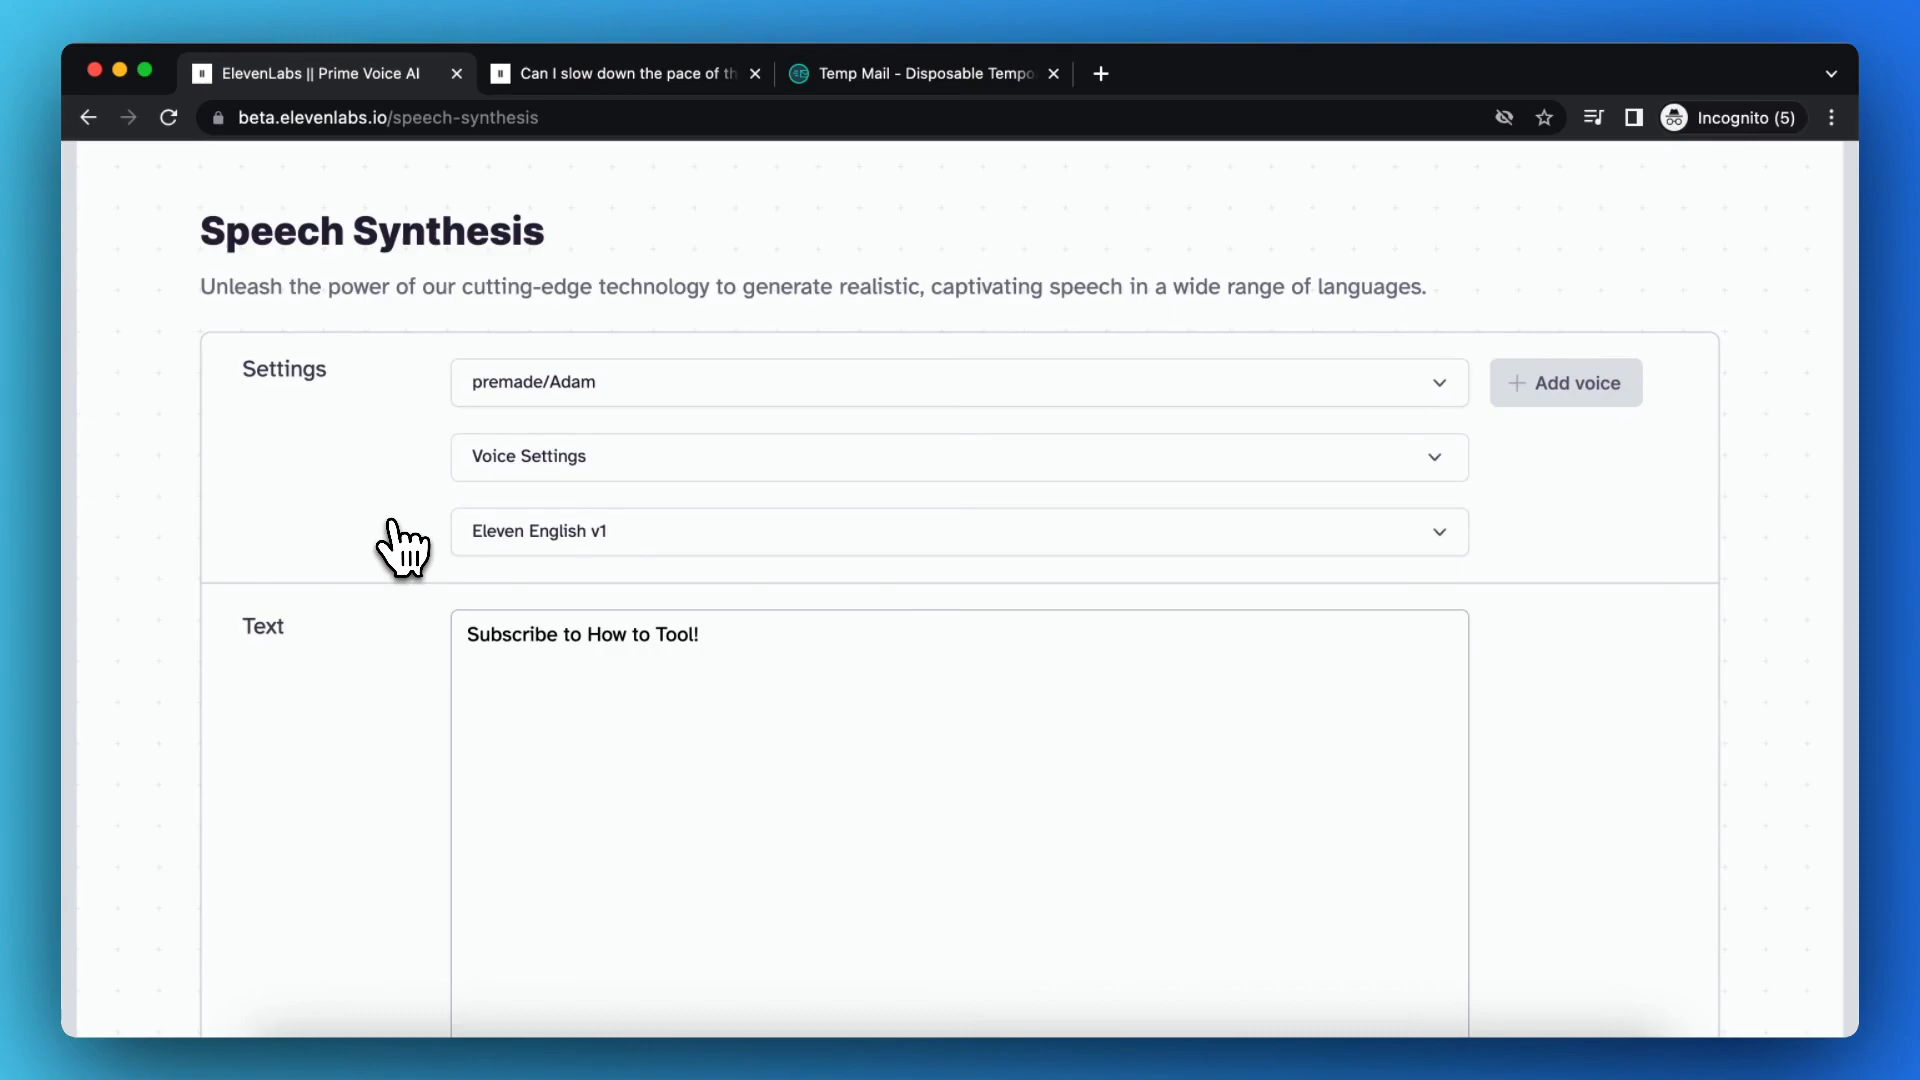 ElevenLabs || Prime Voice AI
Can I slow down the pace of th
Temp Mail - Disposable Tempo
beta.elevenlabs.io/speech-synthesis
Incognito (5)
Speech Synthesis
Unleash the power of our cutting-edge technology to generate realistic, captivating speech in a wide range of languages.
Settings
premade/Adam
Add voice
Voice Settings
Eleven English v1
Text
Subscribe to How to Tool!